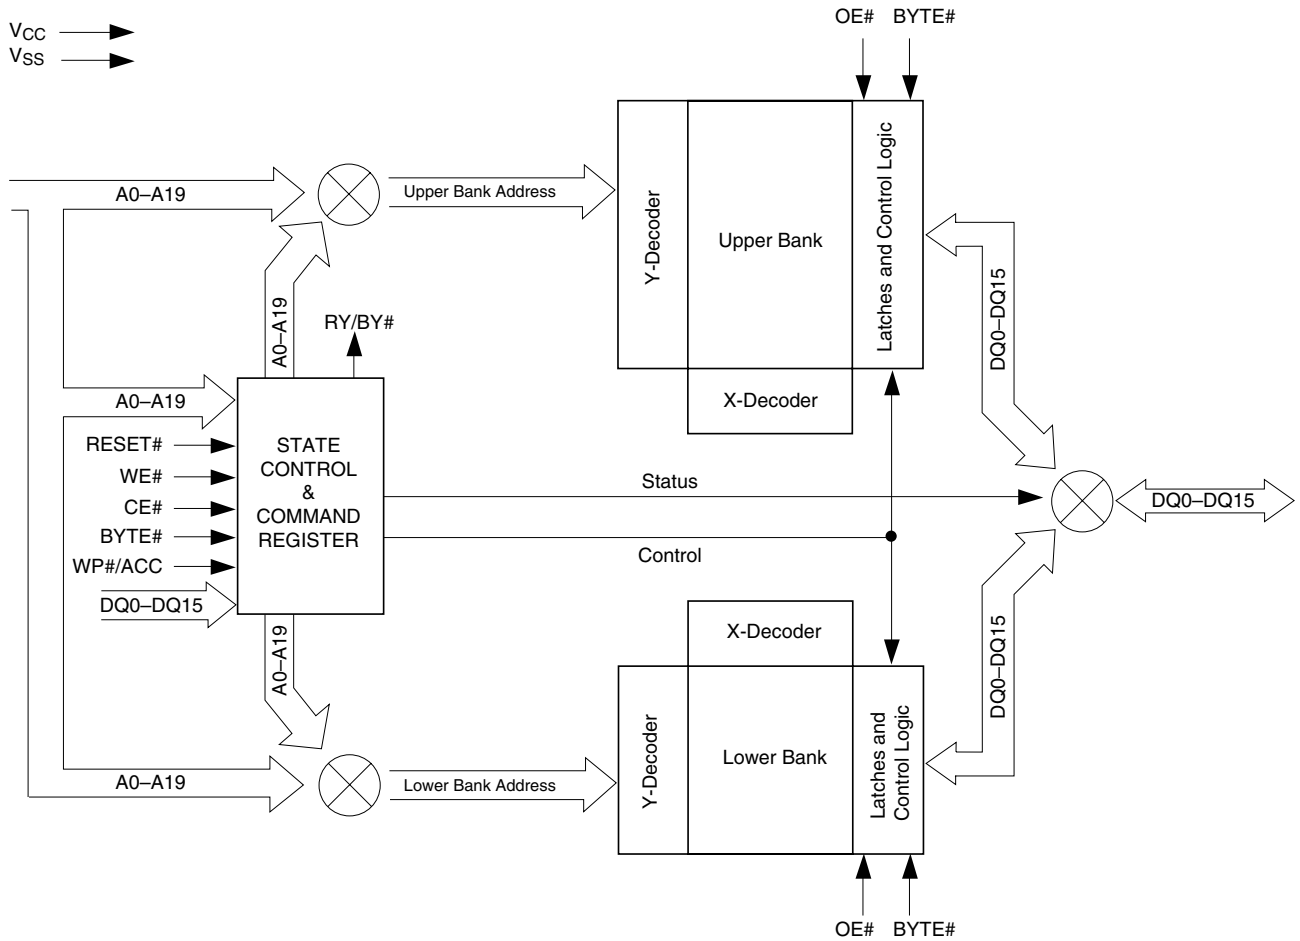 VCC
VSS
OE# BYTE#
A0–A19
Upper Bank Address
Y-Decoder
Upper Bank
Latches and Control Logic
X-Decoder
DQ0–DQ15
A0–A19
RY/BY#
A0–A19
RESET#
WE#
CE#
BYTE#
WP#/ACC
DQ0–DQ15
STATE
CONTROL
&
COMMAND
REGISTER
Status
Control
DQ0–DQ15
A0–A19
X-Decoder
Y-Decoder
Lower Bank
Latches and
Control Logic
DQ0–DQ15
A0–A19
Lower Bank Address
OE# BYTE#